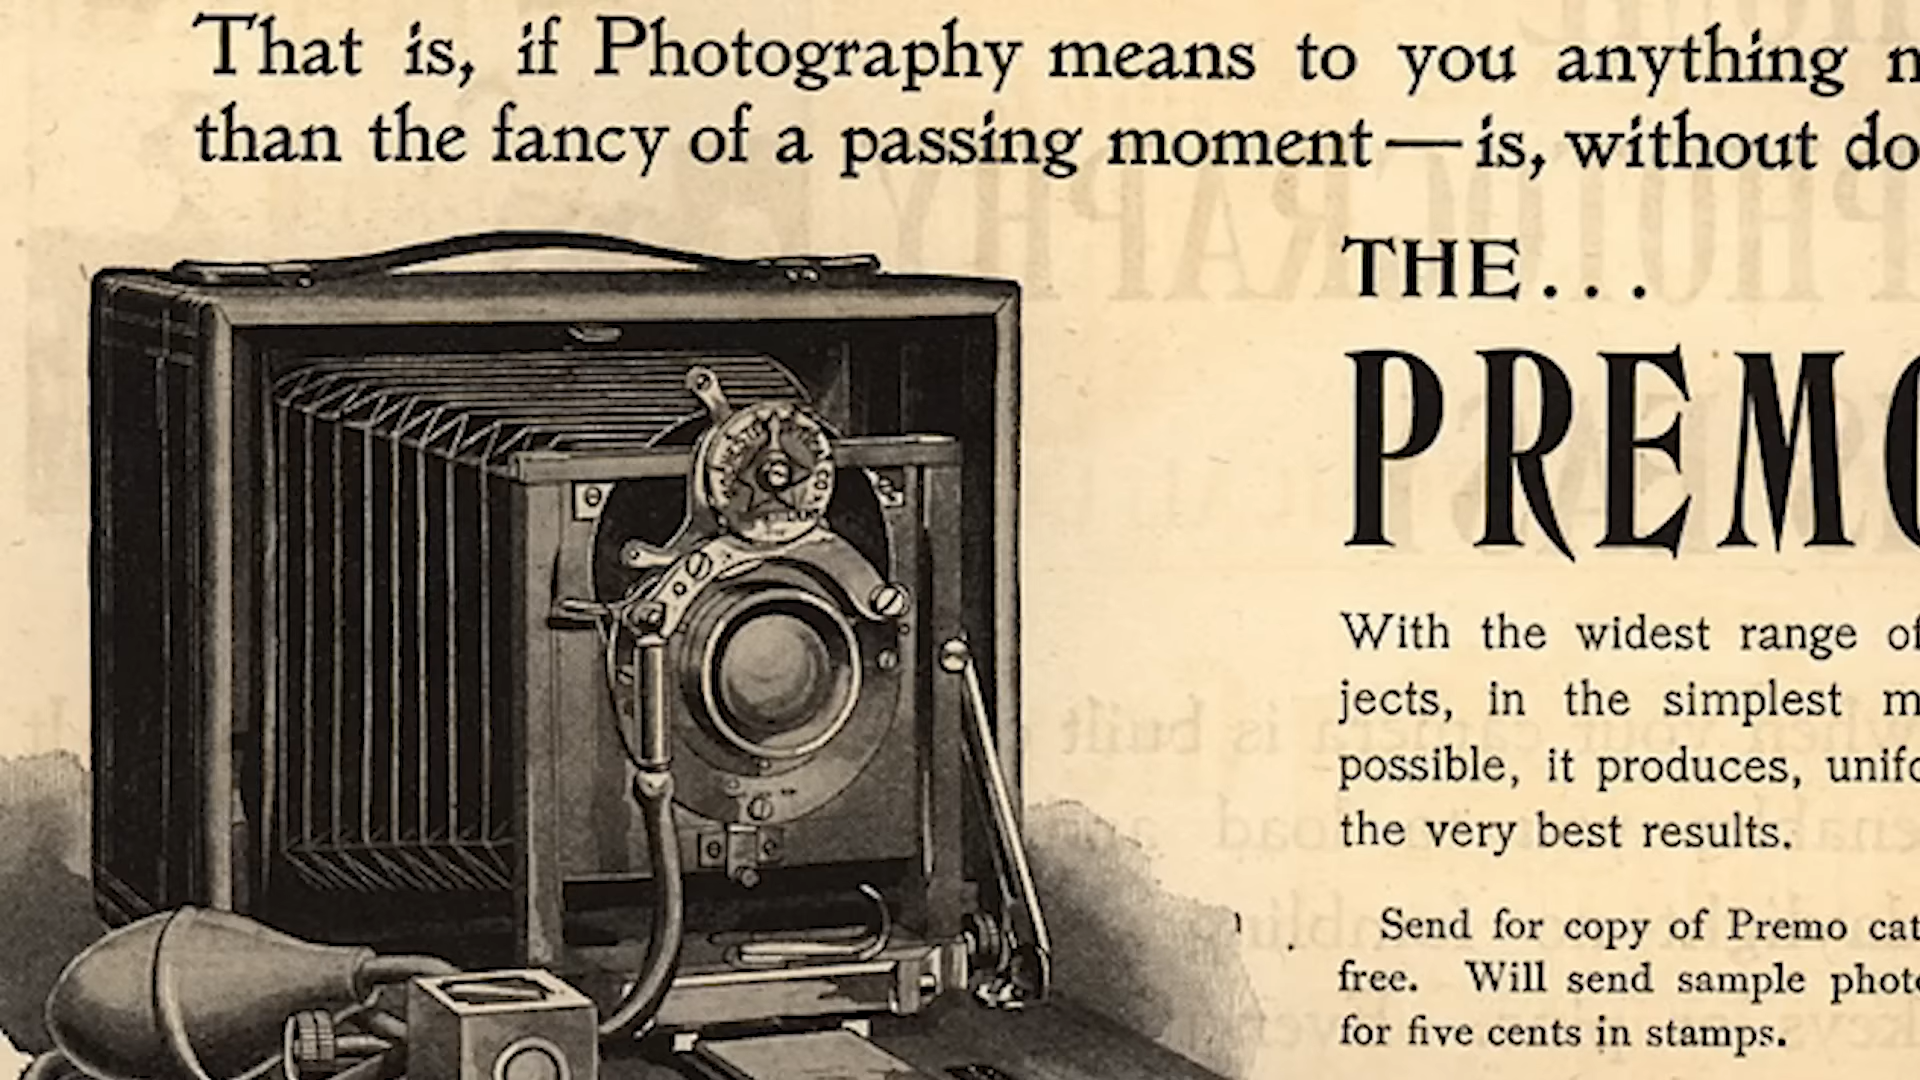 That is, if Photography means to you anything
than the fancy of a passing moment — is, without
THE...
PREMO
With the widest range of
jects, in the simplest
possible, it produces,
the very best results.
Send for copy of Premo
free. Will send sample
for five cents in stamps.